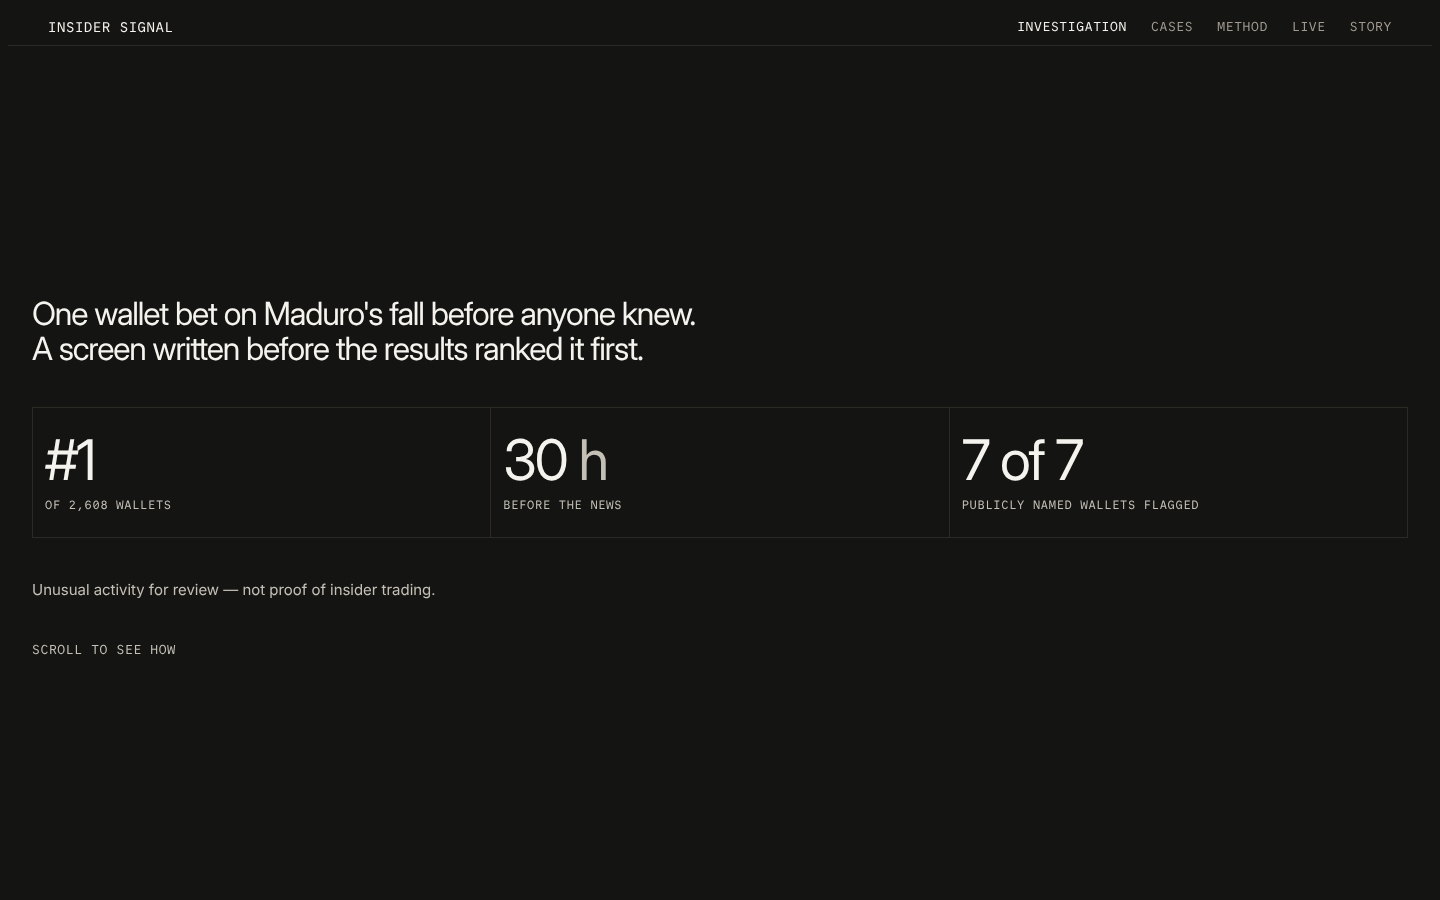 INSIDER SIGNAL
INVESTIGATION CASES METHOD LIVE STORY
One wallet bet on Maduro's fall before anyone knew.
A screen written before the results ranked it first.
#1
OF 2,608 WALLETS
30 h
BEFORE THE NEWS
7 of 7
PUBLICLY NAMED WALLETS FLAGGED
Unusual activity for review — not proof of insider trading.
SCROLL TO SEE HOW